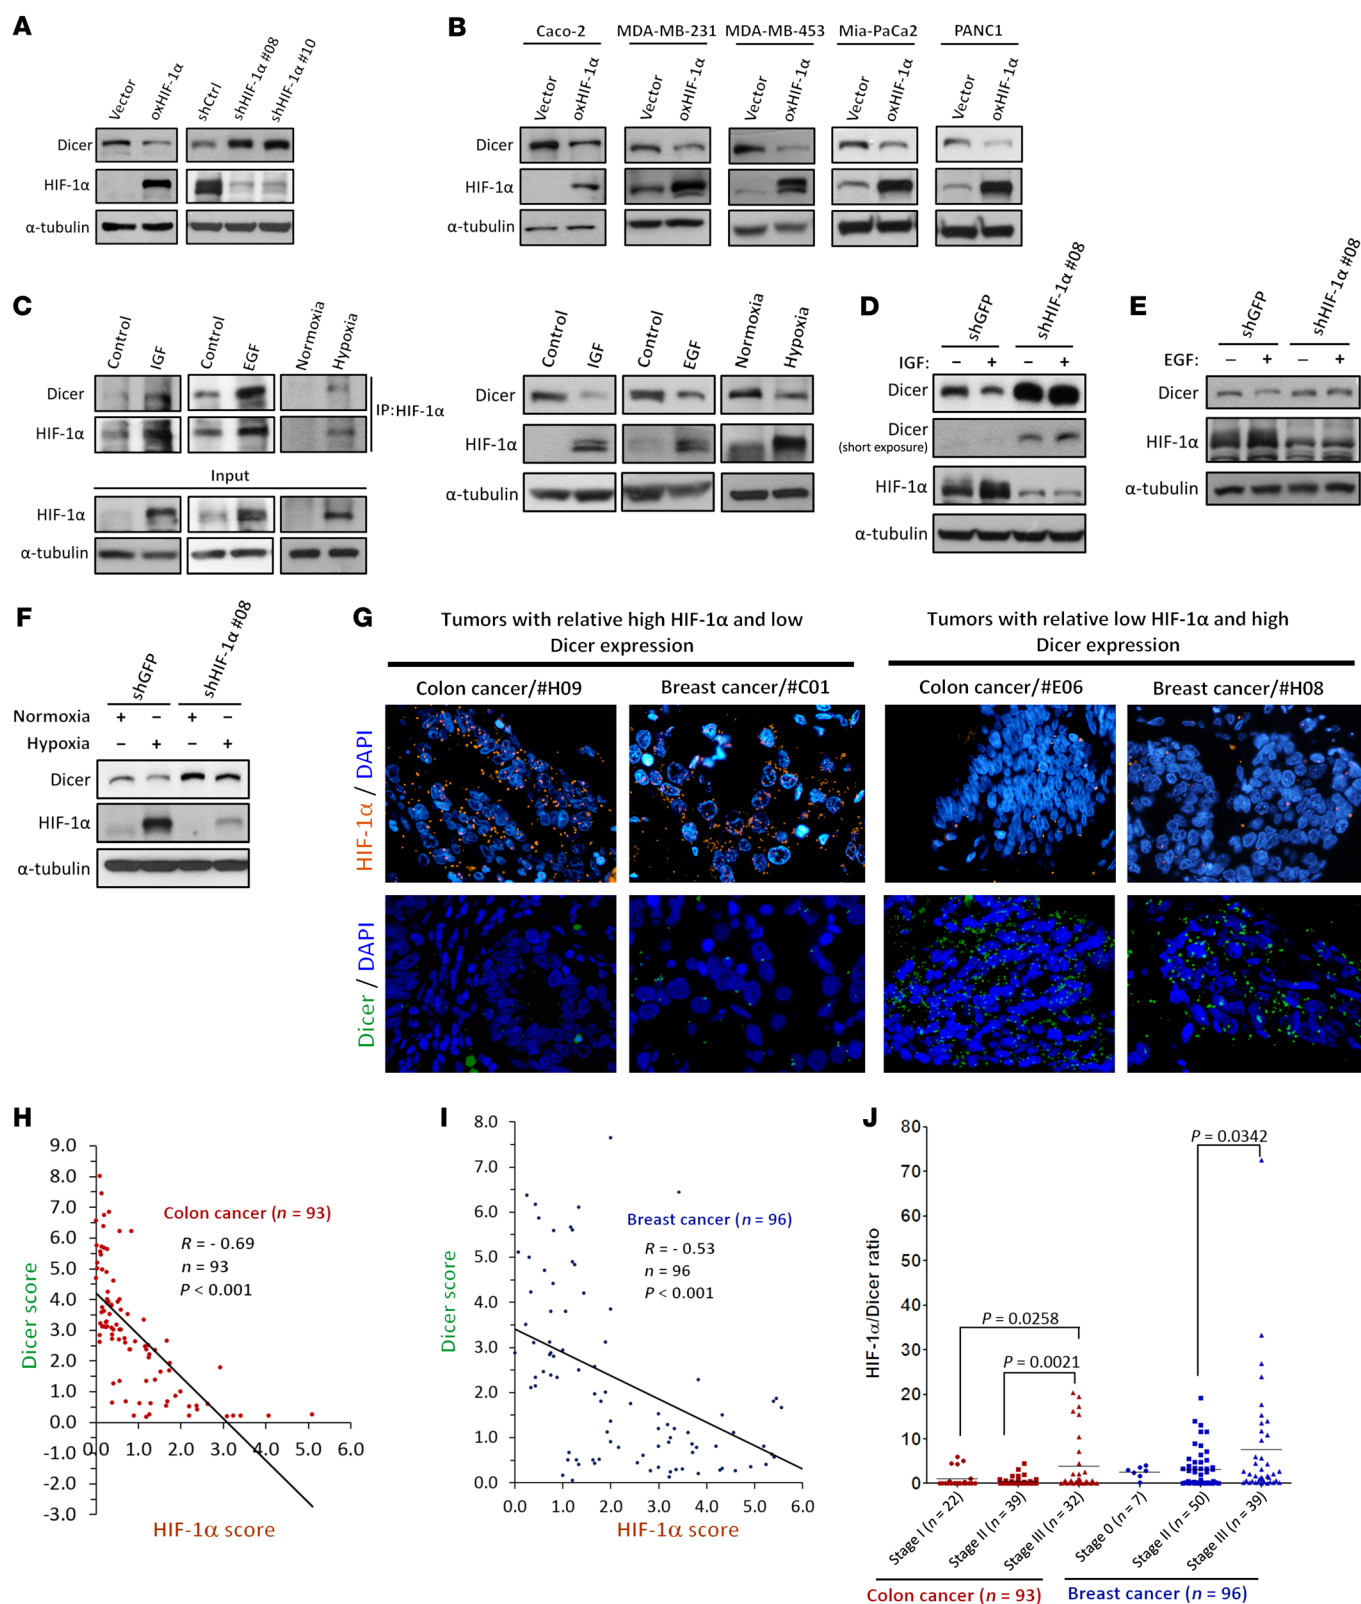 A
Vector
oxHIF-1α
shCtrl
shHIF-1α #08
shHIF-1α #10
Dicer
HIF-1α
α-tubulin
B
Caco-2
MDA-MB-231
MDA-MB-453
Mia-PaCa2
PANC1
Vector
oxHIF-1α
Vector
oxHIF-1α
Vector
oxHIF-1α
Vector
oxHIF-1α
Vector
oxHIF-1α
Dicer
HIF-1α
α-tubulin
C
Control
IGF
Control
EGF
Normoxia
Hypoxia
Dicer
HIF-1α
IP:HIF-1α
Input
HIF-1α
α-tubulin
Control
IGF
Control
EGF
Normoxia
Hypoxia
Dicer
HIF-1α
α-tubulin
D
shGFP
shHIF-1α #08
IGF: − + − +
Dicer
Dicer
(short exposure)
HIF-1α
α-tubulin
E
shGFP
shHIF-1α #08
EGF: − + − +
Dicer
HIF-1α
α-tubulin
F
shGFP
shHIF-1α #08
Normoxia + − + −
Hypoxia − + − +
Dicer
HIF-1α
α-tubulin
G
Tumors with relative high HIF-1α and low
Dicer expression
Tumors with relative low HIF-1α and high
Dicer expression
Colon cancer/#H09
Breast cancer/#C01
Colon cancer/#E06
Breast cancer/#H08
HIF-1α / DAPI
Dicer / DAPI
H
9.0
8.0
7.0
6.0
5.0
4.0
3.0
2.0
1.0
0.0
-1.0
-2.0
-3.0
0.0 1.0 2.0 3.0 4.0 5.0 6.0
Dicer score
HIF-1α score
Colon cancer (n = 93)
R = - 0.69
n = 93
P < 0.001
I
8.0
7.0
6.0
5.0
4.0
3.0
2.0
1.0
0.0
0.0 1.0 2.0 3.0 4.0 5.0 6.0
Dicer score
HIF-1α score
Breast cancer (n = 96)
R = - 0.53
n = 96
P < 0.001
J
80
70
60
50
40
30
20
10
0
HIF-1α/Dicer ratio
P = 0.0342
P = 0.0258
P = 0.0021
Stage I (n = 22)
Stage II (n = 39)
Stage III (n = 32)
Stage 0 (n = 7)
Stage II (n = 50)
Stage III (n = 39)
Colon cancer (n = 93)
Breast cancer (n = 96)